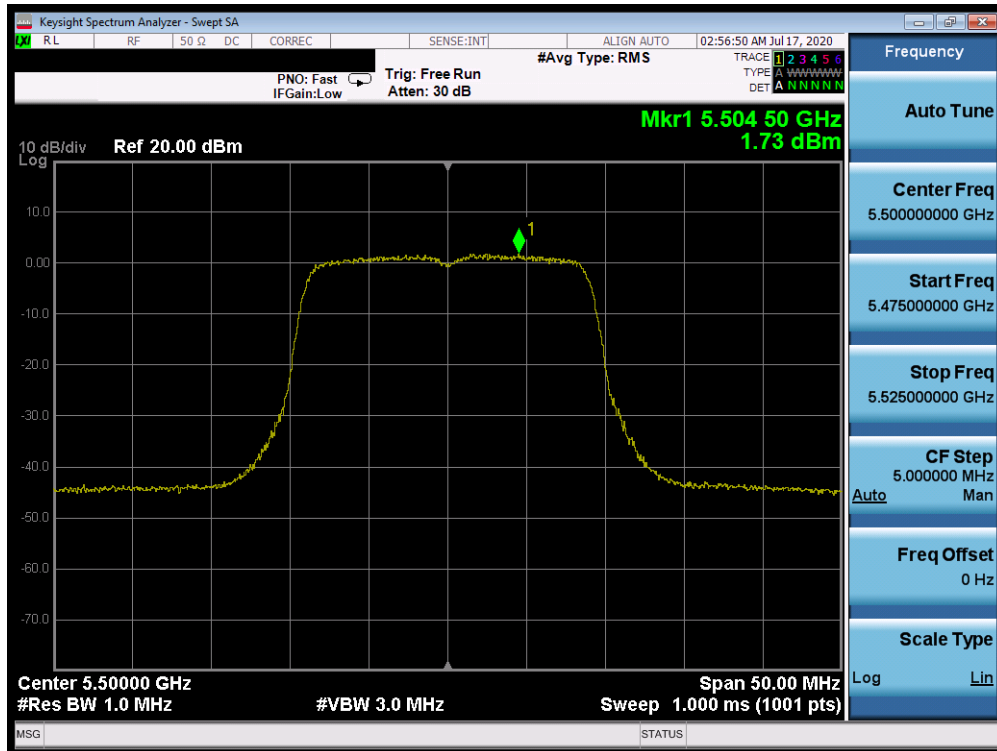 Keysight Spectrum Analyzer - Swept SA
LXI RL RF 50 Ω DC CORREC SENSE:INT ALIGN AUTO 02:56:50 AM Jul 17, 2020
#Avg Type: RMS
TRACE 1 2 3 4 5 6
PNO: Fast Trig: Free Run
TYPE A WWWWW
IFGain:Low Atten: 30 dB
DET A N N N N N
Mkr1 5.504 50 GHz
1.73 dBm
10 dB/div Ref 20.00 dBm
Log
1
10.0
0.00
-10.0
-20.0
-30.0
-40.0
-50.0
-60.0
-70.0
Center 5.50000 GHz Span 50.00 MHz
#Res BW 1.0 MHz #VBW 3.0 MHz Sweep 1.000 ms (1001 pts)
MSG STATUS
Frequency
Auto Tune
Center Freq
5.500000000 GHz
Start Freq
5.475000000 GHz
Stop Freq
5.525000000 GHz
CF Step
5.000000 MHz
Auto Man
Freq Offset
0 Hz
Scale Type
Log Lin